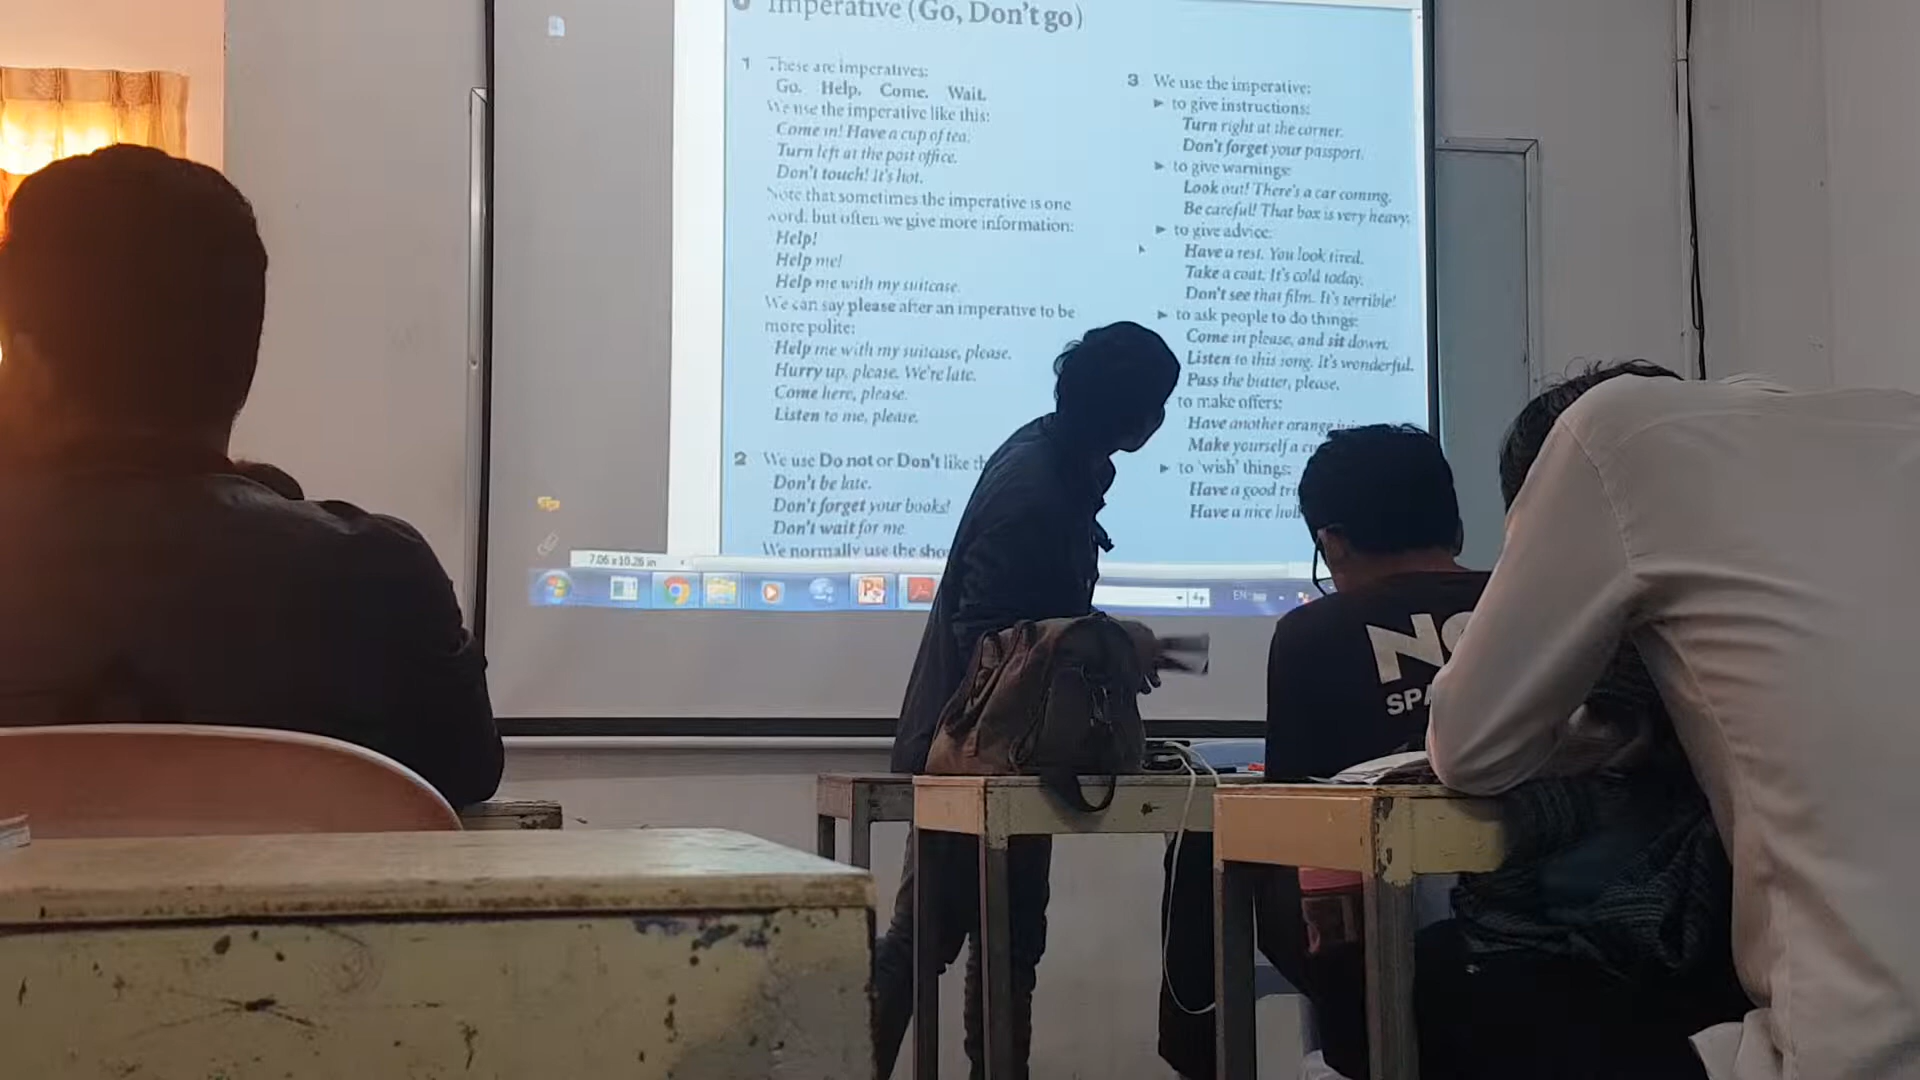 Imperative (Go, Don't go)
1 These are imperatives:
Go. Help. Come. Wait.
We use the imperative like this:
Come in! Have a cup of tea.
Turn left at the post office.
Don't touch! It's hot.
Note that sometimes the imperative is one
word, but often we give more information:
Help!
Help me!
Help me with my suitcase.
We can say please after an imperative to be
more polite:
Help me with my suitcase, please.
Hurry up, please. We're late.
Come here, please.
Listen to me, please.
2 We use Do not or Don't like
Don't be late.
Don't forget your books!
Don't wait for me.
We normally use the
3 We use the imperative:
► to give instructions:
Turn right at the corner.
Don't forget your passport.
► to give warnings:
Look out! There's a car coming.
Be careful! That box is very heavy.
► to give advice:
Have a rest. You look tired.
Take a coat. It's cold today.
Don't see that film. It's terrible!
► to ask people to do things:
Come in please, and sit down.
Listen to this song. It's wonderful.
Pass the butter, please.
to make offers:
Have another orange
Make yourself a
► to 'wish' things:
Have a good
Have a nice
7.06 x 10.26 in
EN